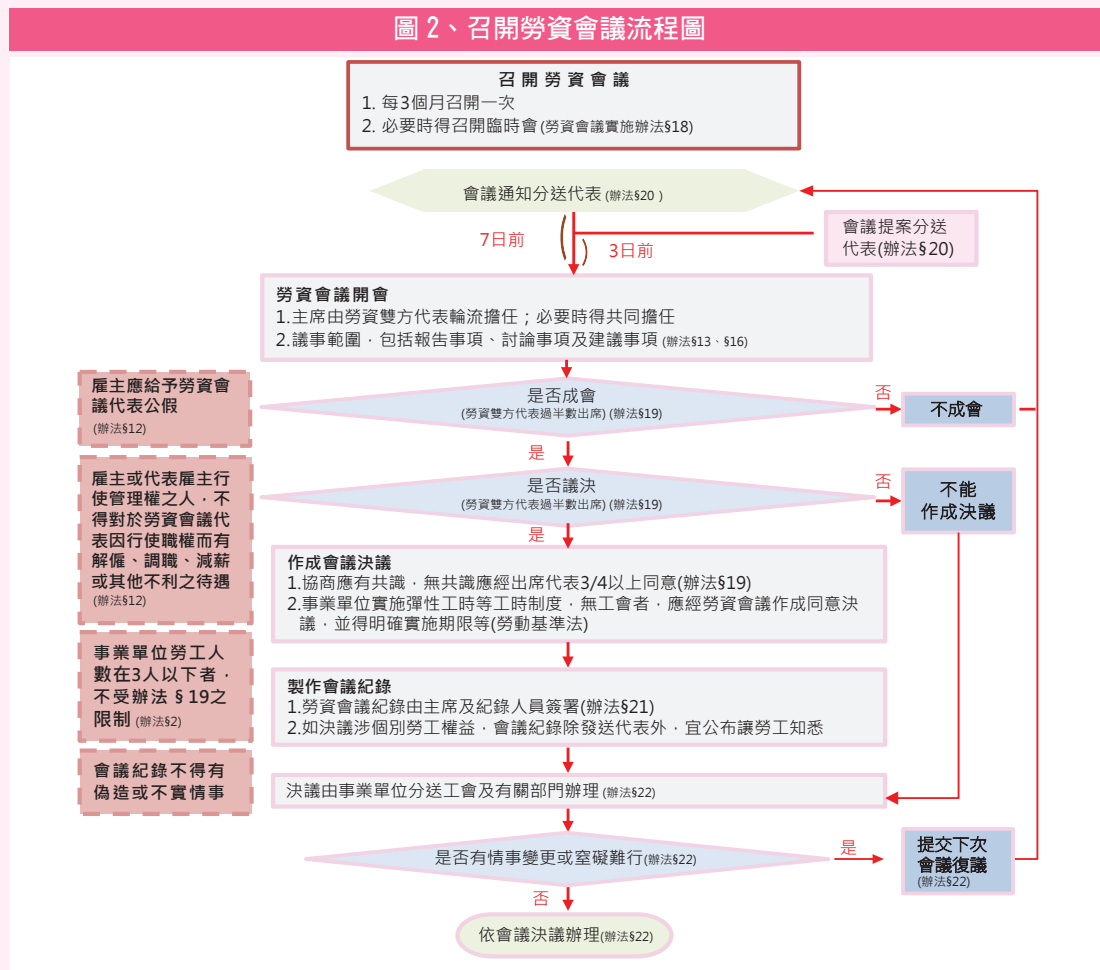 圖 2、召開勞資會議流程圖
召開勞資會議
1. 每3個月召開一次
2. 必要時得召開臨時會(勞資會議實施辦法§18)
會議通知分送代表(辦法§20 )
7日前
3日前
會議提案分送
代表(辦法§20)
勞資會議開會
1.主席由勞資雙方代表輪流擔任；必要時得共同擔任
2.議事範圍，包括報告事項、討論事項及建議事項 (辦法§13、§16)
雇主應給予勞資會
議代表公假
(辦法§12)
是否成會
(勞資雙方代表過半數出席) (辦法§19)
否
不成會
是
雇主或代表雇主行
使管理權之人，不
得對於勞資會議代
表因行使職權而有
解僱、調職、減薪
或其他不利之待遇
(辦法§12)
是否議決
(勞資雙方代表過半數出席) (辦法§19)
否
不能
作成決議
是
作成會議決議
1.協商應有共識，無共識應經出席代表3/4以上同意(辦法§19)
2.事業單位實施彈性工時等工時制度，無工會者，應經勞資會議作成同意決
議，並得明確實施期限等(勞動基準法)
事業單位勞工人
數在3人以下者，
不受辦法 §19之
限制 (辦法§2)
製作會議紀錄
1.勞資會議紀錄由主席及紀錄人員簽署(辦法§21)
2.如決議涉個別勞工權益，會議紀錄除發送代表外，宜公布讓勞工知悉
會議紀錄不得有
偽造或不實情事
決議由事業單位分送工會及有關部門辦理(辦法§22)
是否有情事變更或窒礙難行(辦法§22)
是
提交下次
會議復議
(辦法§22)
否
依會議決議辦理(辦法§22)